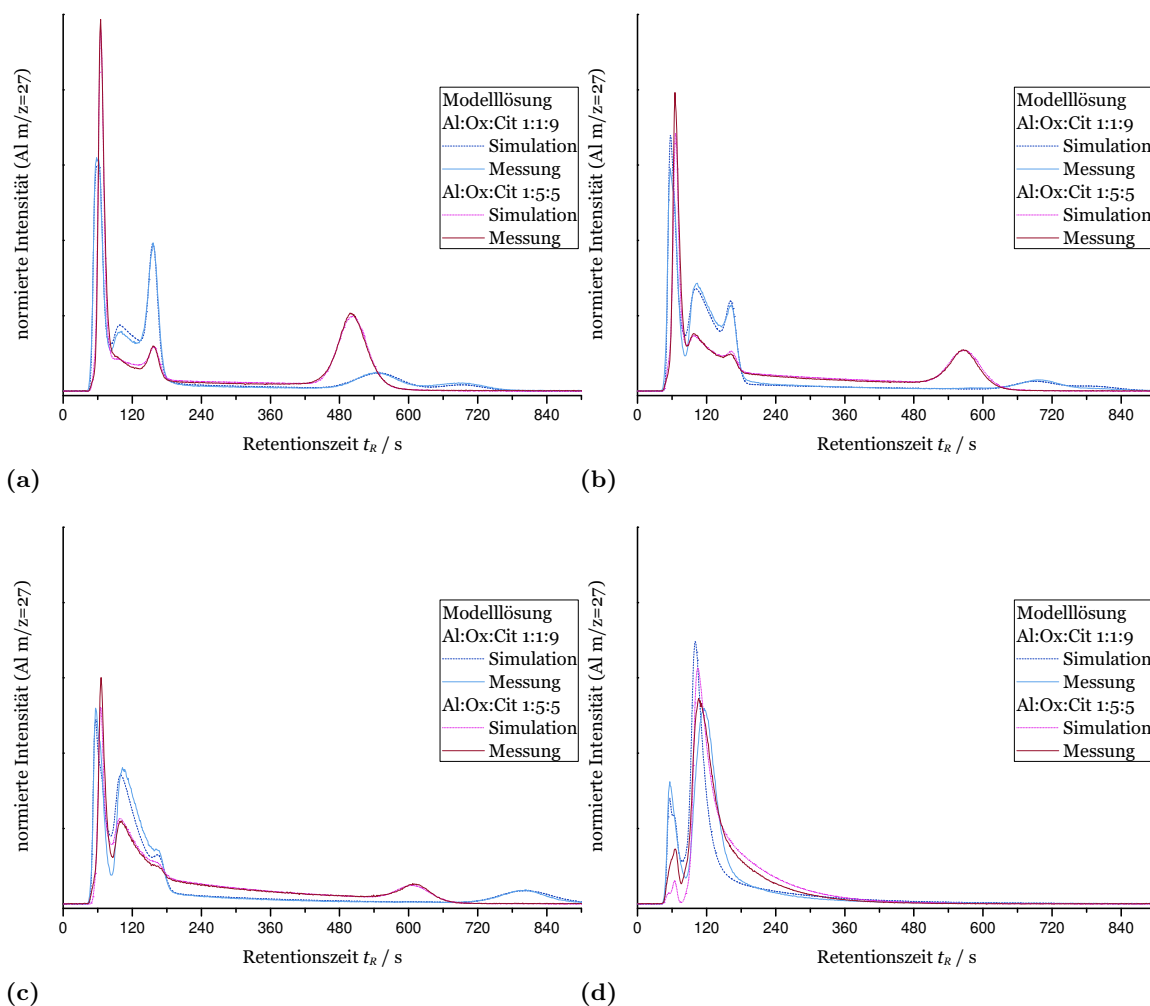 normierte Intensität (Al m/z=27)
Modelllösung
Al:Ox:Cit 1:1:9
Simulation
Messung
Al:Ox:Cit 1:5:5
Simulation
Messung
0 120 240 360 480 600 720 840
Retentionszeit tR / s
(a)
normierte Intensität (Al m/z=27)
Modelllösung
Al:Ox:Cit 1:1:9
Simulation
Messung
Al:Ox:Cit 1:5:5
Simulation
Messung
0 120 240 360 480 600 720 840
Retentionszeit tR / s
(b)
normierte Intensität (Al m/z=27)
Modelllösung
Al:Ox:Cit 1:1:9
Simulation
Messung
Al:Ox:Cit 1:5:5
Simulation
Messung
0 120 240 360 480 600 720 840
Retentionszeit tR / s
(c)
normierte Intensität (Al m/z=27)
Modelllösung
Al:Ox:Cit 1:1:9
Simulation
Messung
Al:Ox:Cit 1:5:5
Simulation
Messung
0 120 240 360 480 600 720 840
Retentionszeit tR / s
(d)